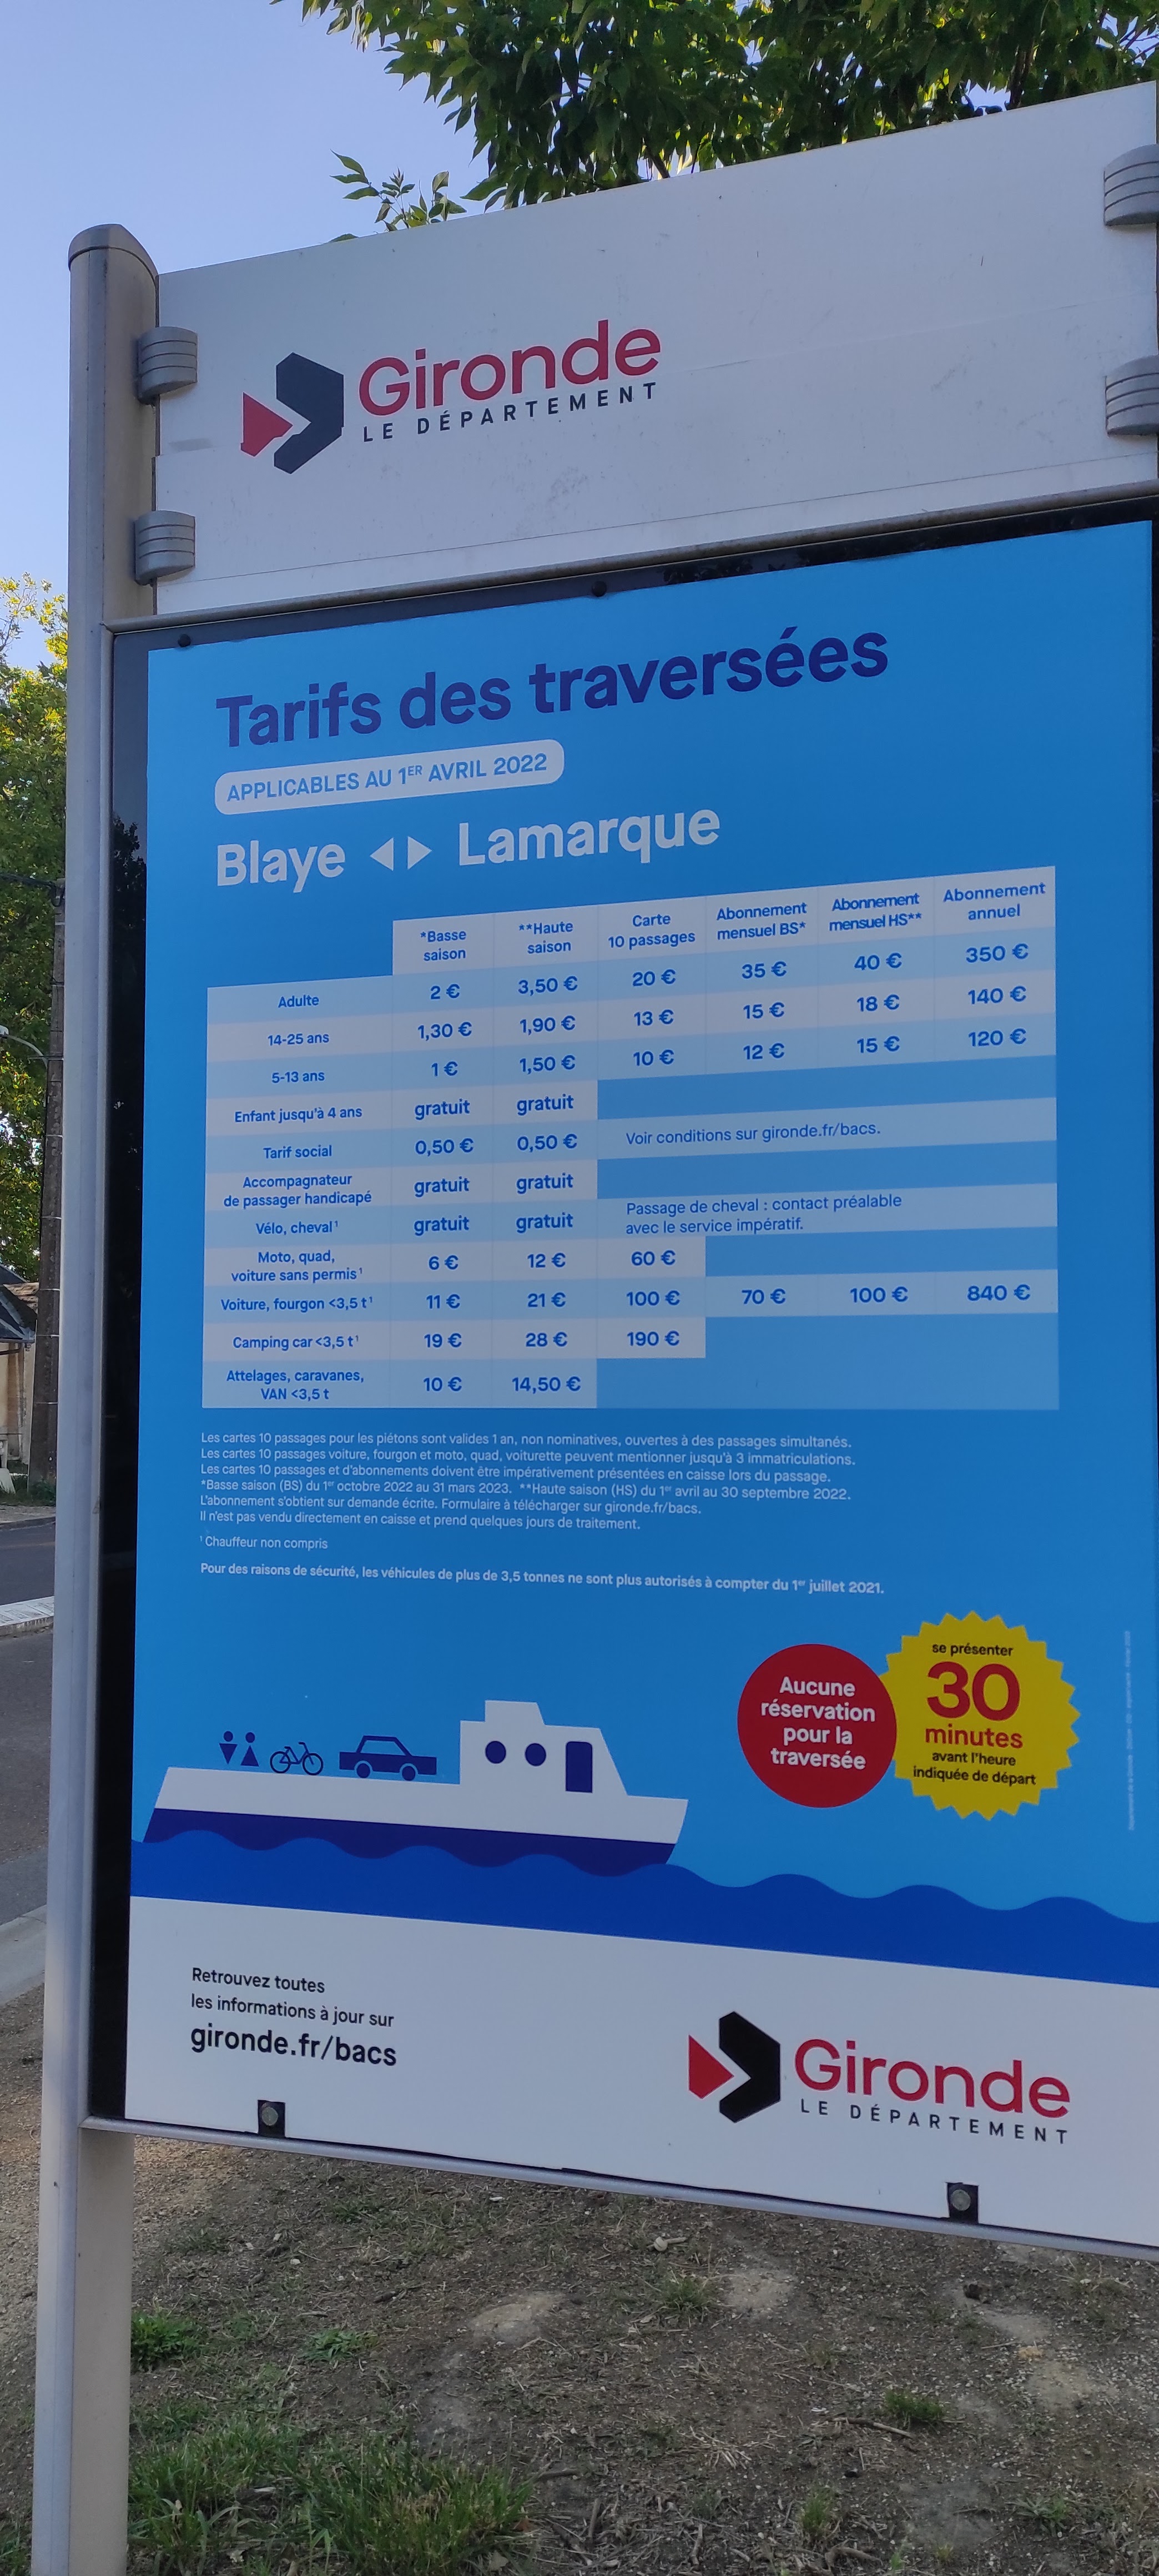 Gironde
LE DÉPARTEMENT
Tarifs des traversées
APPLICABLES AU 1ER AVRIL 2022
Blaye ◄► Lamarque
*Basse saison **Haute saison Carte 10 passages Abonnement mensuel BS* Abonnement mensuel HS** Abonnement annuel
Adulte 2 € 3,50 € 20 € 35 € 40 € 350 €
14-25 ans 1,30 € 1,90 € 13 € 15 € 18 € 140 €
5-13 ans 1 € 1,50 € 10 € 12 € 15 € 120 €
Enfant jusqu'à 4 ans gratuit gratuit
Tarif social 0,50 € 0,50 € Voir conditions sur gironde.fr/bacs.
Accompagnateur de passager handicapé gratuit gratuit
Vélo, cheval¹ gratuit gratuit Passage de cheval : contact préalable avec le service impératif.
Moto, quad, voiture sans permis¹ 6 € 12 € 60 €
Voiture, fourgon <3,5 t¹ 11 € 21 € 100 € 70 € 100 € 840 €
Camping car <3,5 t¹ 19 € 28 € 190 €
Attelages, caravanes, VAN <3,5 t 10 € 14,50 €
Les cartes 10 passages pour les piétons sont valides 1 an, non nominatives, ouvertes à des passages simultanés.
Les cartes 10 passages voiture, fourgon et moto, quad, voiturette peuvent mentionner jusqu'à 3 immatriculations.
Les cartes 10 passages et d'abonnements doivent être impérativement présentées en caisse lors du passage.
*Basse saison (BS) du 1er octobre 2022 au 31 mars 2023. **Haute saison (HS) du 1er avril au 30 septembre 2022.
L'abonnement s'obtient sur demande écrite. Formulaire à télécharger sur gironde.fr/bacs.
Il n'est pas vendu directement en caisse et prend quelques jours de traitement.
¹ Chauffeur non compris
Pour des raisons de sécurité, les véhicules de plus de 3,5 tonnes ne sont plus autorisés à compter du 1er juillet 2021.
Aucune
réservation
pour la
traversée
se présenter
30
minutes
avant l'heure
indiquée de départ
Retrouvez toutes
les informations à jour sur
gironde.fr/bacs
Gironde
LE DÉPARTEMENT